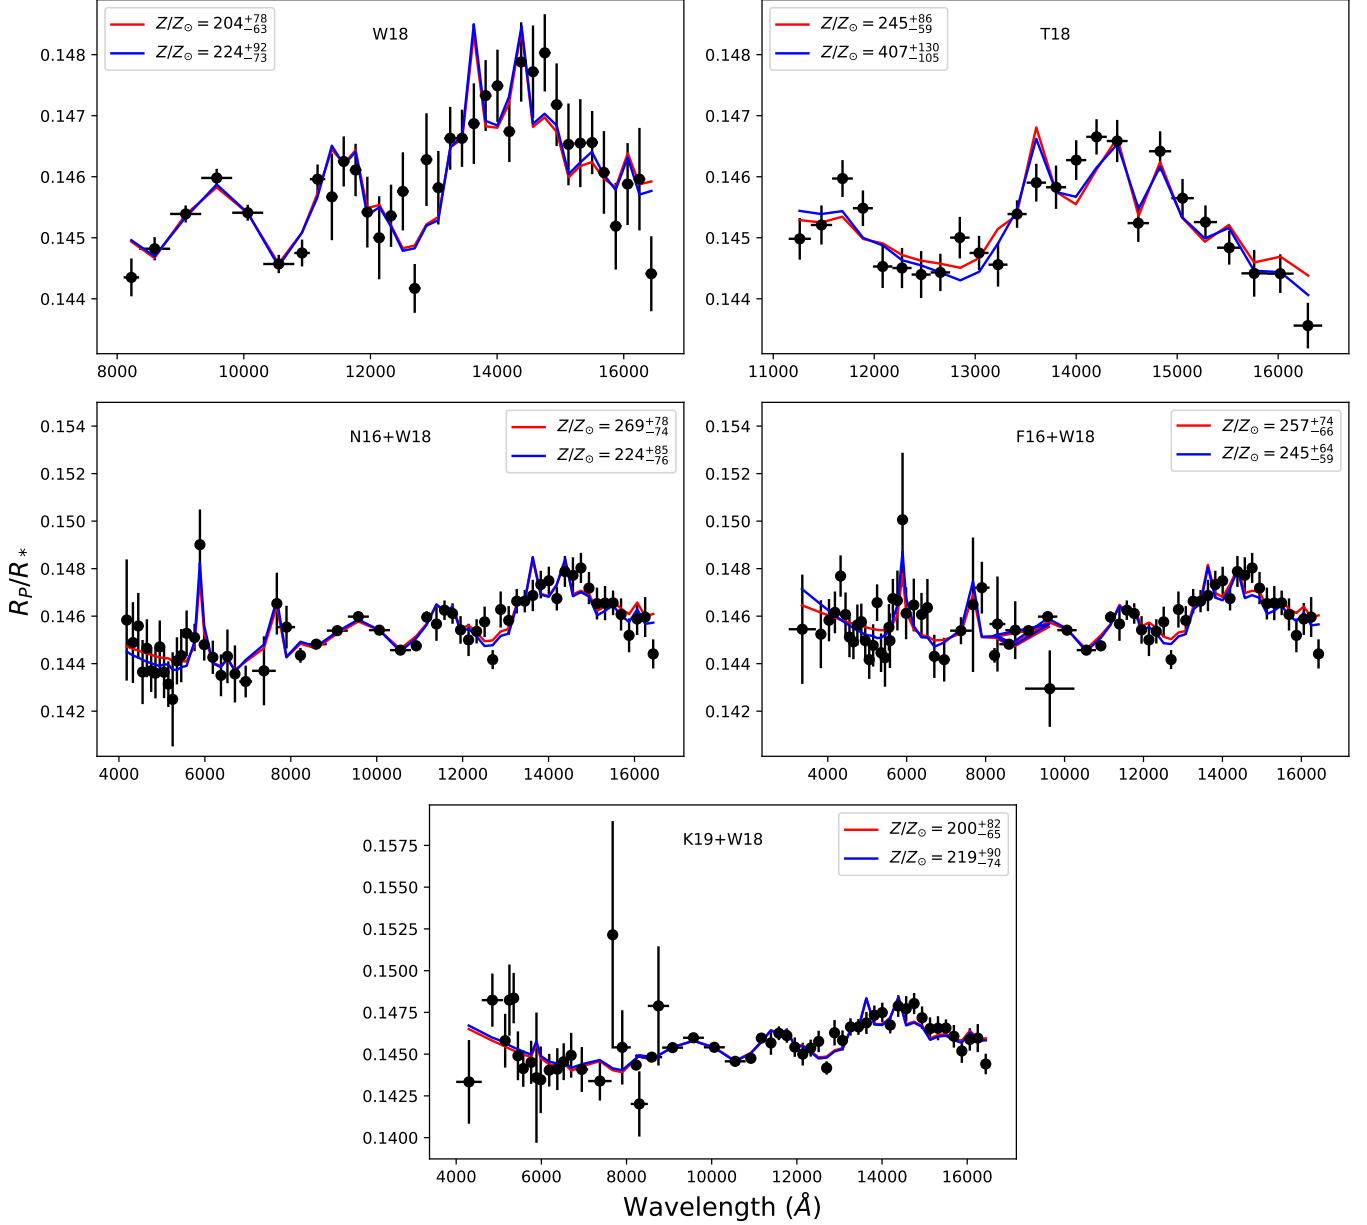 W18
Z/Z⊙ = 204 +78 −63
Z/Z⊙ = 224 +92 −73
0.148
0.147
0.146
0.145
0.144
8000 10000 12000 14000 16000
T18
Z/Z⊙ = 245 +86 −59
Z/Z⊙ = 407 +130 −105
0.148
0.147
0.146
0.145
0.144
11000 12000 13000 14000 15000 16000
N16+W18
Z/Z⊙ = 269 +78 −74
Z/Z⊙ = 224 +85 −76
0.154
0.152
0.150
0.148
0.146
0.144
0.142
4000 6000 8000 10000 12000 14000 16000
F16+W18
Z/Z⊙ = 257 +74 −66
Z/Z⊙ = 245 +64 −59
0.154
0.152
0.150
0.148
0.146
0.144
0.142
4000 6000 8000 10000 12000 14000 16000
R_P/R_*
K19+W18
Z/Z⊙ = 200 +82 −65
Z/Z⊙ = 219 +90 −74
0.1575
0.1550
0.1525
0.1500
0.1475
0.1450
0.1425
0.1400
4000 6000 8000 10000 12000 14000 16000
Wavelength (Å)